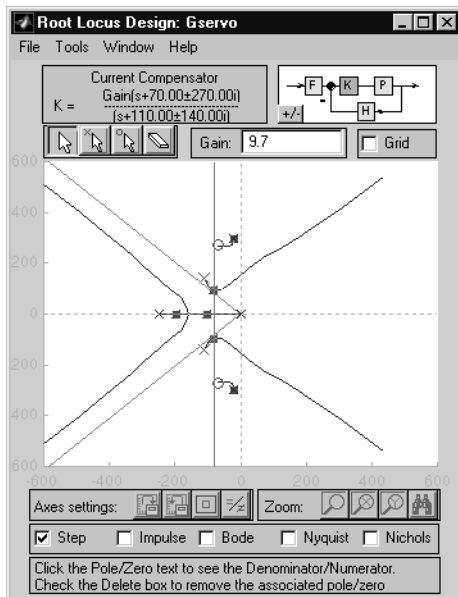 Root Locus Design: Gservo
File Tools Window Help
Current Compensator
K = Gain(s+70.00±270.00i)
(s+110.00±140.00i)
F K P
H
+/-
Gain: 9.7
Grid
600
400
200
0
-200
-400
-600
-600 -400 -200 0 200 400 600
Axes settings:
Zoom:
Step Impulse Bode Nyquist Nichols
Click the Pole/Zero text to see the Denominator/Numerator.
Check the Delete box to remove the associated pole/zero